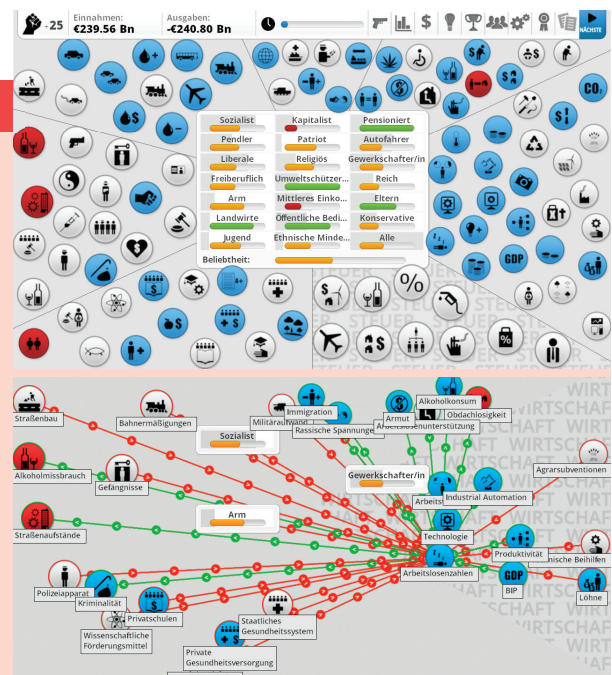 +25
Einnahmen:
€239.56 Bn
Ausgaben:
-€240.80 Bn
NÄCHSTE
CO₂
GDP
Sozialist
Kapitalist
Pensioniert
Pendler
Patriot
Autofahrer
Liberale
Religiös
Gewerkschafter/in
Freiberuflich
Umweltschützer...
Reich
Arm
Mittleres Einko...
Eltern
Landwirte
Öffentliche Bedi...
Konservative
Jugend
Ethnische Minde...
Alle
Beliebtheit:
Straßenbau
Bahnermäßigungen
Militäraufwand
Immigration
Rassische Spannungen
Armut
Alkoholkonsum
Obdachlosigkeit
Arbeitslosenunterstützung
Sozialist
Alkoholmissbrauch
Gefängnisse
Gewerkschafter/in
Agrarsubventionen
Industrial Automation
Arm
Straßenaufstände
Technologie
Produktivität
Arbeitslosenzahlen
GDP
BIP
Löhne
Polizeiapparat
Kriminalität
Privatschulen
Wissenschaftliche
Fördermittel
Staatliches
Gesundheitssystem
Private
Gesundheitsversorgung